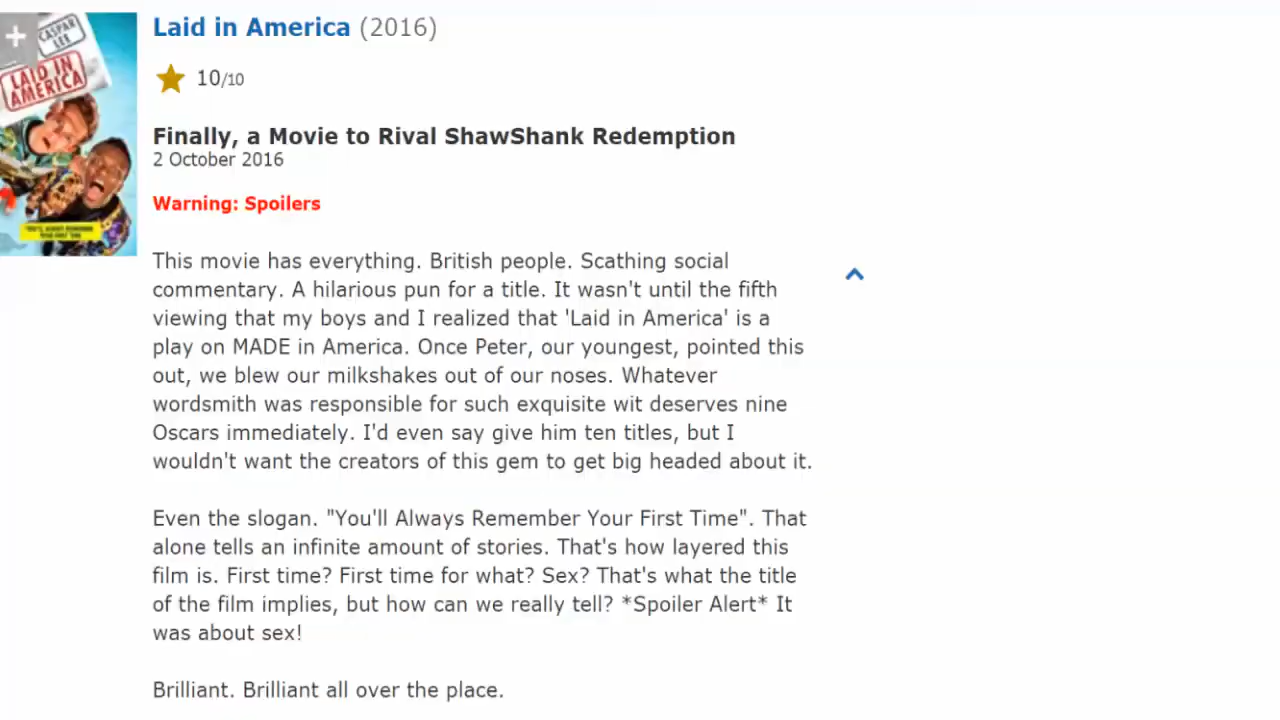 CASPAR
LEE
LAID IN
AMERICA
Laid in America (2016)
10/10
Finally, a Movie to Rival ShawShank Redemption
2 October 2016
Warning: Spoilers
This movie has everything. British people. Scathing social
commentary. A hilarious pun for a title. It wasn't until the fifth
viewing that my boys and I realized that 'Laid in America' is a
play on MADE in America. Once Peter, our youngest, pointed this
out, we blew our milkshakes out of our noses. Whatever
wordsmith was responsible for such exquisite wit deserves nine
Oscars immediately. I'd even say give him ten titles, but I
wouldn't want the creators of this gem to get big headed about it.
Even the slogan. "You'll Always Remember Your First Time". That
alone tells an infinite amount of stories. That's how layered this
film is. First time? First time for what? Sex? That's what the title
of the film implies, but how can we really tell? *Spoiler Alert* It
was about sex!
Brilliant. Brilliant all over the place.